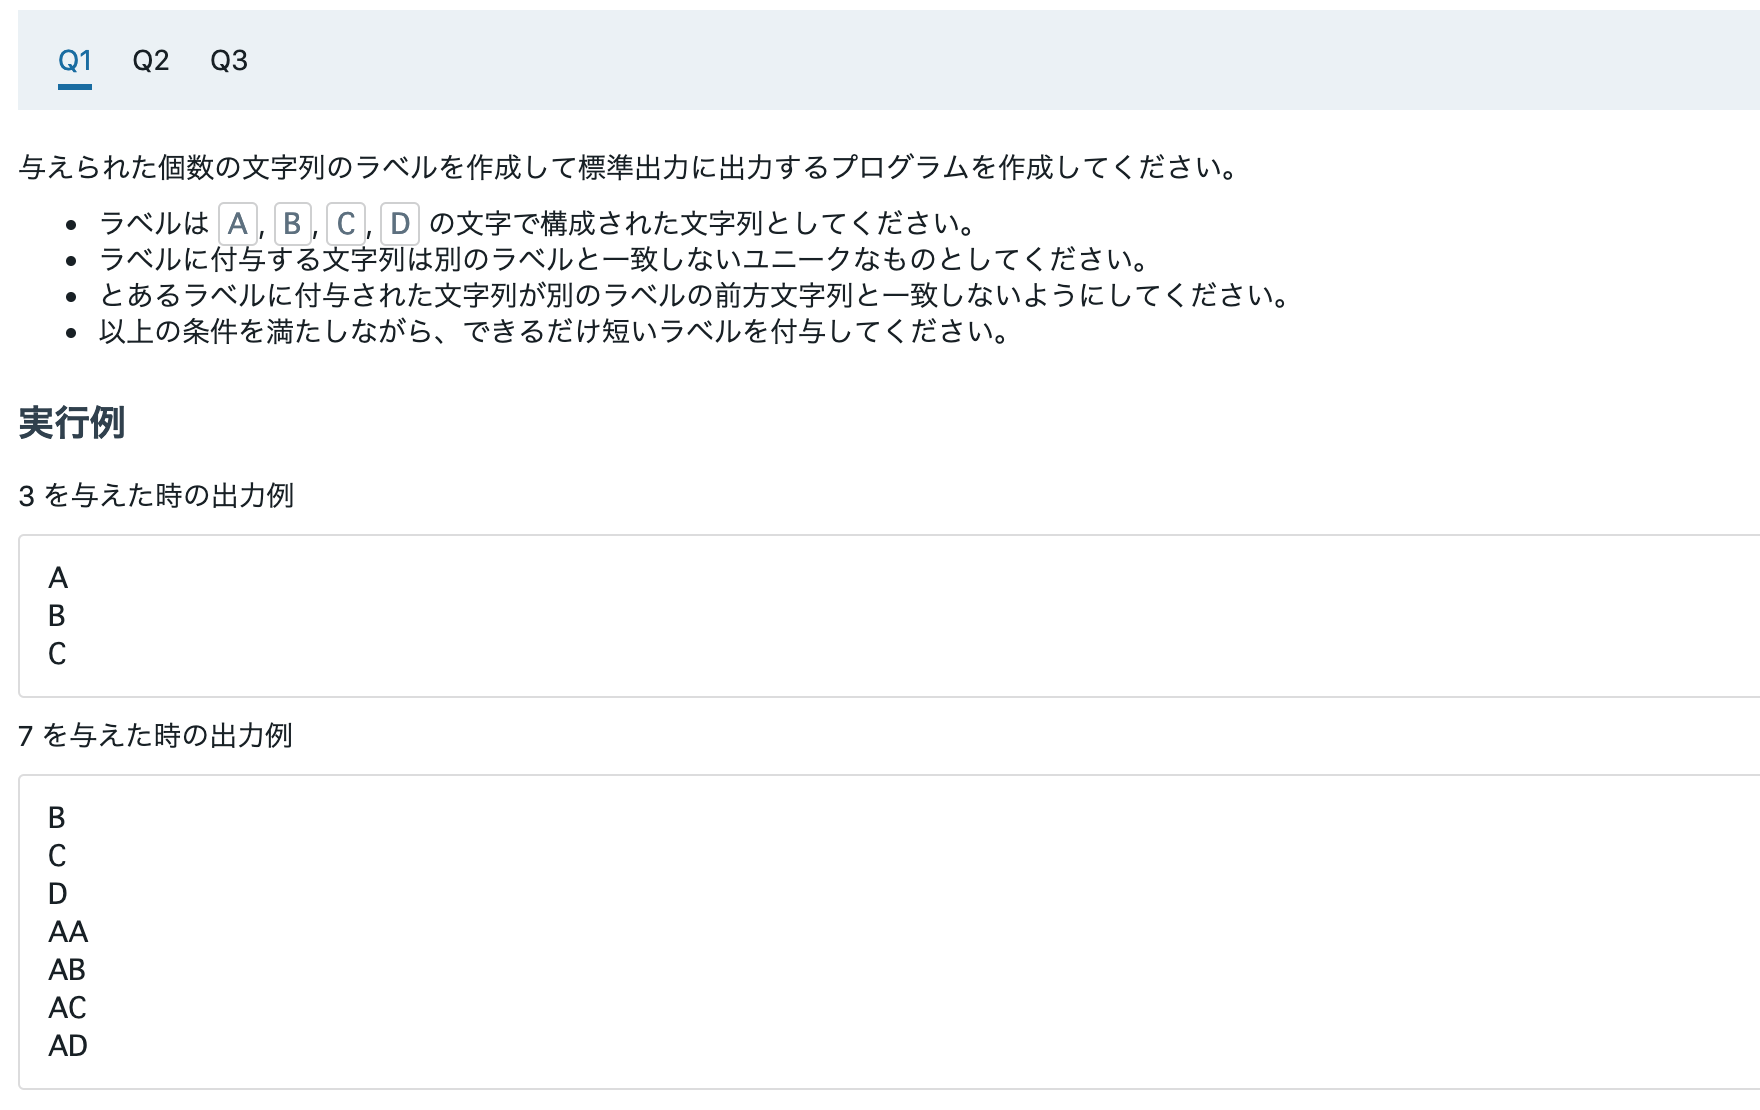 Q1 Q2 Q3
与えられた個数の文字列のラベルを作成して標準出力に出力するプログラムを作成してください。
• ラベルは A, B, C, D の文字で構成された文字列としてください。
• ラベルに付与する文字列は別のラベルと一致しないユニークなものとしてください。
• とあるラベルに付与された文字列が別のラベルの前方文字列と一致しないようにしてください。
• 以上の条件を満たしながら、できるだけ短いラベルを付与してください。
実行例
3 を与えた時の出力例
A
B
C
7 を与えた時の出力例
B
C
D
AA
AB
AC
AD